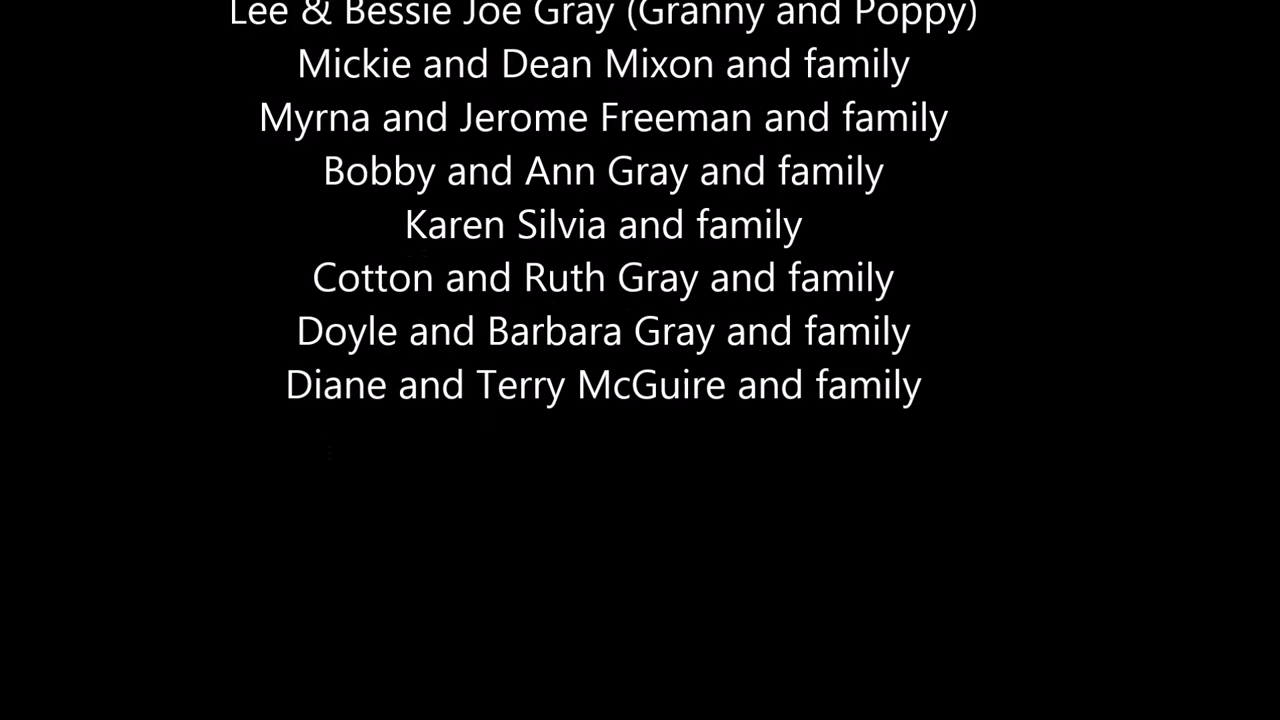 Lee & Bessie Joe Gray (Granny and Poppy)
Mickie and Dean Mixon and family
Myrna and Jerome Freeman and family
Bobby and Ann Gray and family
Karen Silvia and family
Cotton and Ruth Gray and family
Doyle and Barbara Gray and family
Diane and Terry McGuire and family